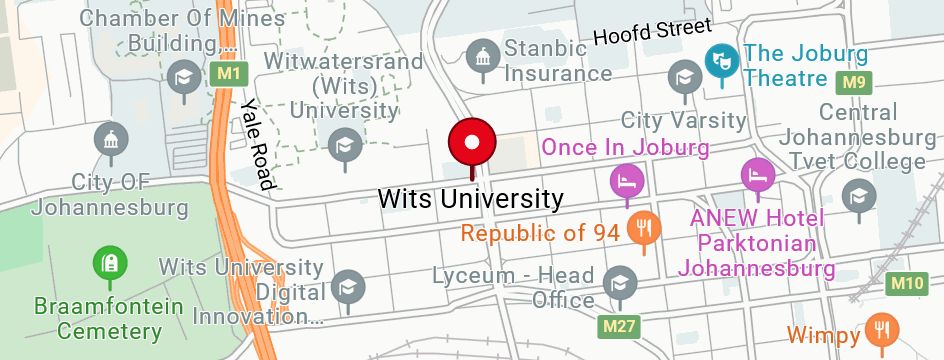 Chamber Of Mines
Building,...
Hoofd Street
Stanbic
Insurance
The Joburg
Theatre
M1
M9
Witwatersrand
(Wits)
University
Yale Road
City Varsity
Central
Johannesburg
Tvet College
Once In Joburg
City OF
Johannesburg
Wits University
ANEW Hotel
Parktonian
Johannesburg
Republic of 94
Wits University
Digital
Innovation...
Lyceum - Head
Office
Braamfontein
Cemetery
M10
M27
Wimpy